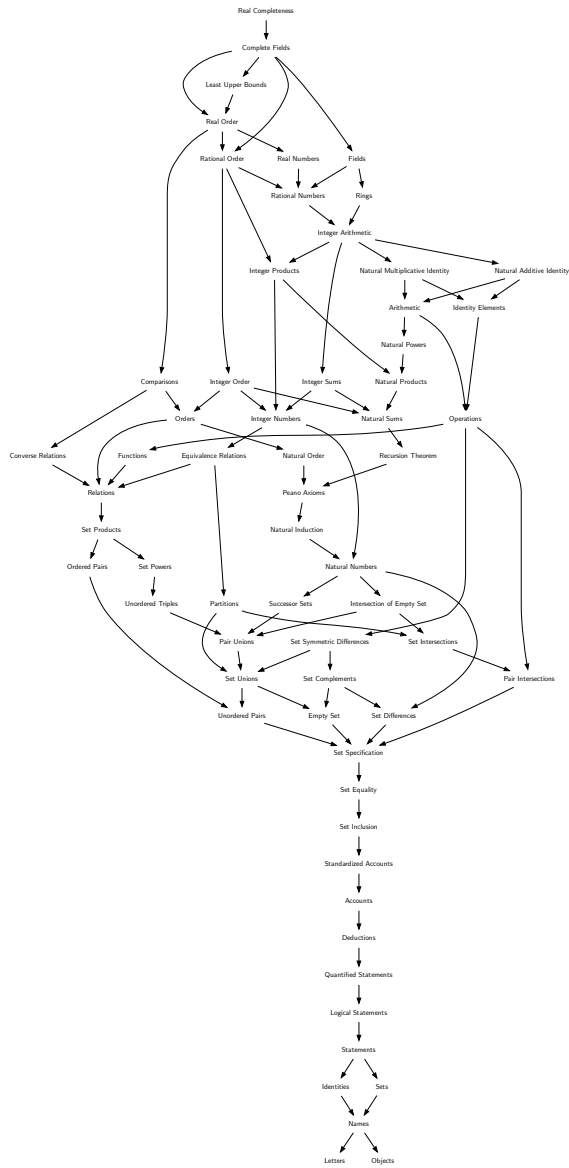 Real Completeness
Complete Fields
Least Upper Bounds
Real Order
Rational Order Real Numbers Fields
Rational Numbers Rings
Integer Arithmetic
Integer Products Natural Multiplicative Identity Natural Additive Identity
Arithmetic Identity Elements
Natural Powers
Comparisons Integer Order Integer Sums Natural Products
Orders Integer Numbers Natural Sums Operations
Converse Relations Functions Equivalence Relations Natural Order Recursion Theorem
Relations Peano Axioms
Set Products Natural Induction
Ordered Pairs Set Powers Natural Numbers
Unordered Triples Partitions Successor Sets Intersection of Empty Set
Pair Unions Set Symmetric Differences Set Intersections
Set Unions Set Complements Pair Intersections
Unordered Pairs Empty Set Set Differences
Set Specification
Set Equality
Set Inclusion
Standardized Accounts
Accounts
Deductions
Quantified Statements
Logical Statements
Statements
Identities Sets
Names
Letters Objects